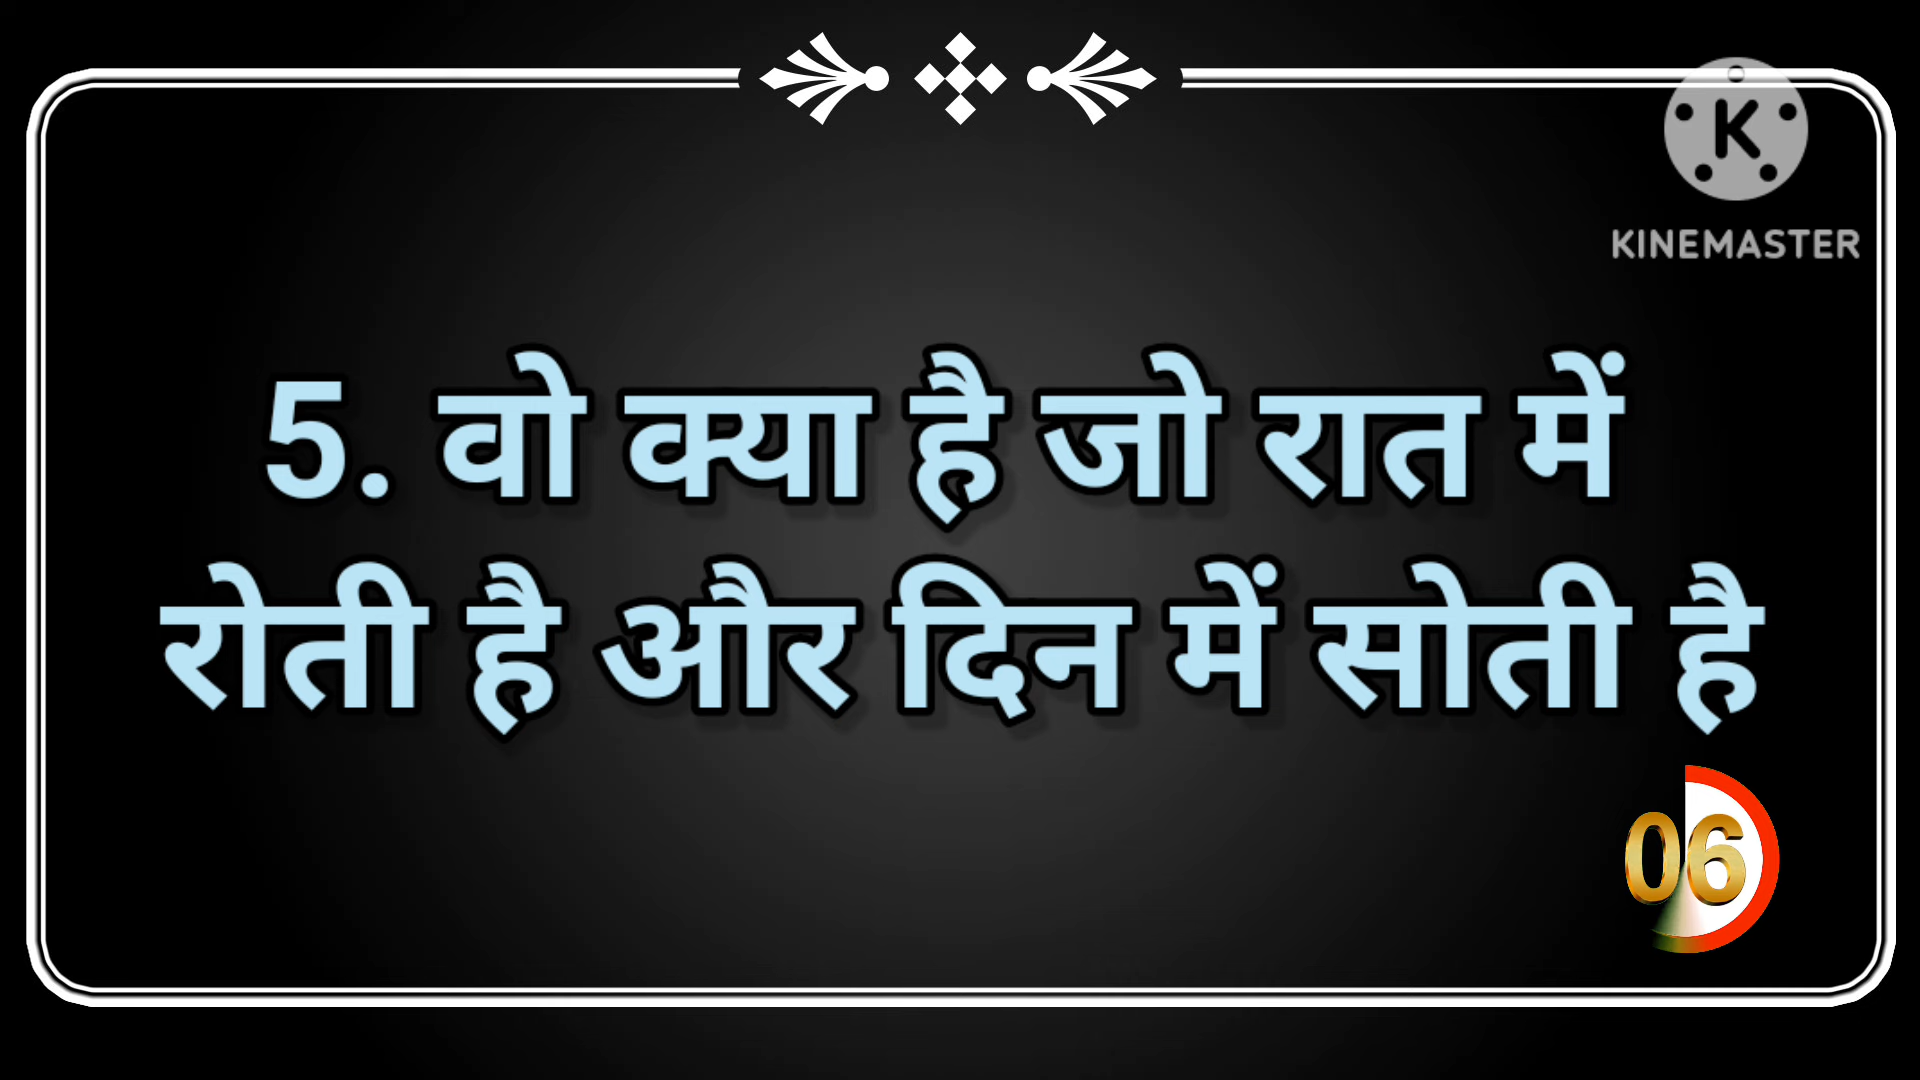 K
KINEMASTER
5. वो क्या है जो रात में
रोती है और दिन में सोती है
06